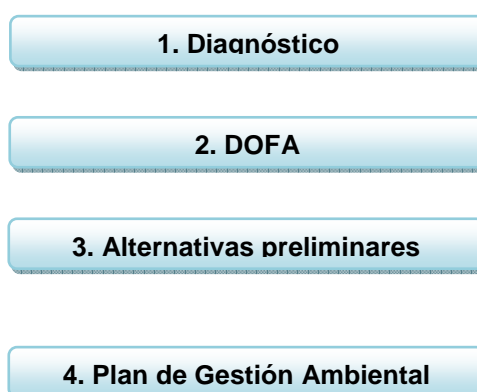 1. Diagnóstico
2. DOFA
3. Alternativas preliminares
4. Plan de Gestión Ambiental